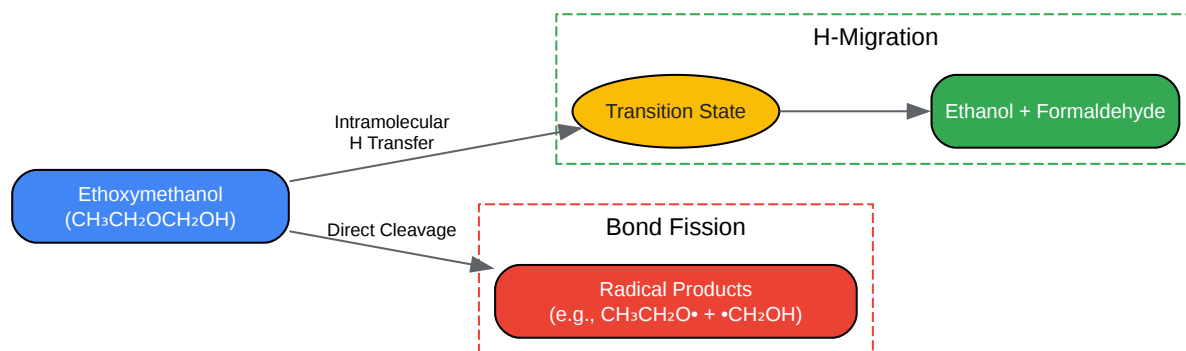 H-Migration
Intramolecular
H Transfer
Transition State
Ethanol + Formaldehyde
Ethoxymethanol
(CH₃CH₂OCH₂OH)
Direct Cleavage
Bond Fission
Radical Products
(e.g., CH₃CH₂O• + •CH₂OH)